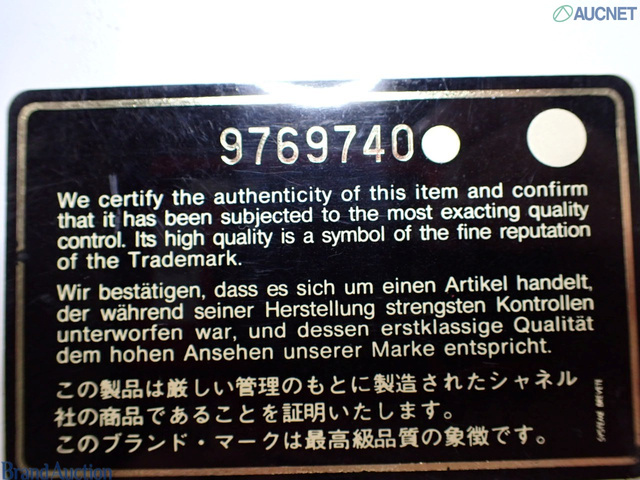 AUCNET
9769740
We certify the authenticity of this item and confirm
that it has been subjected to the most exacting quality
control. Its high quality is a symbol of the fine reputation
of the Trademark.
Wir bestätigen, dass es sich um einen Artikel handelt,
der während seiner Herstellung strengsten Kontrollen
unterworfen war, und dessen erstklassige Qualität
dem hohen Ansehen unserer Marke entspricht.
この製品は厳しい管理のもとに製造されたシャネル
社の商品であることを証明いたします。
このブランド・マークは最高級品質の象徴です。
Brand Auction